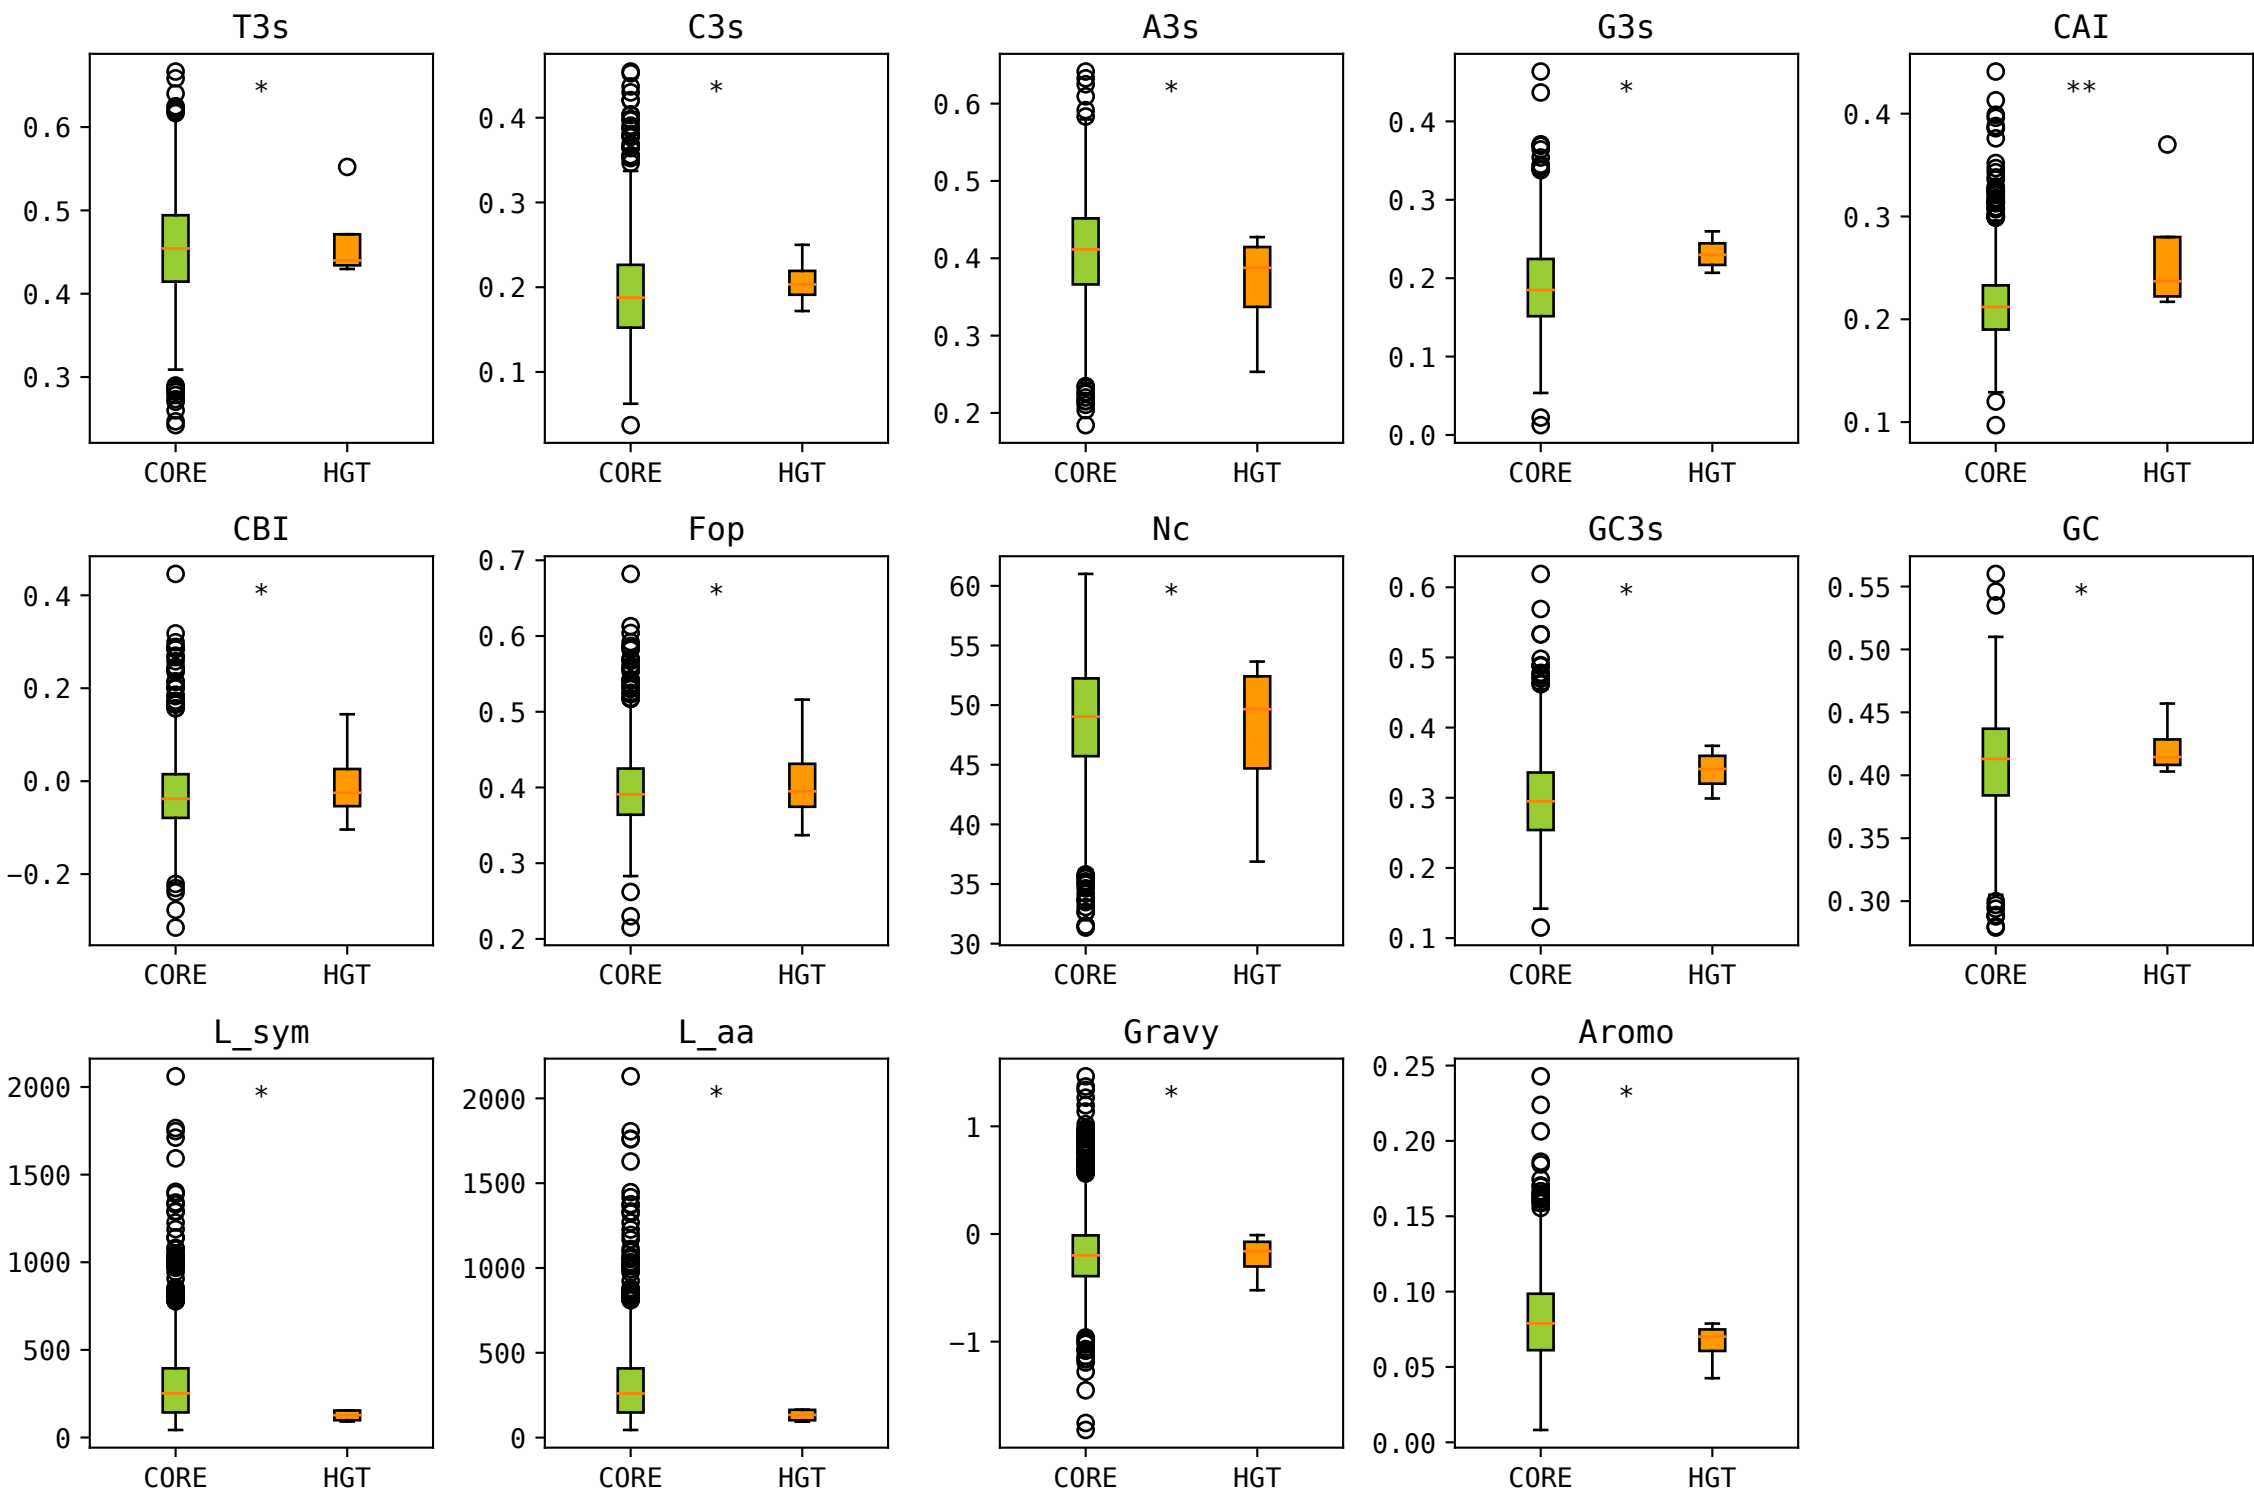 T3s C3s A3s G3s CAI
* * * * **
0.6 0.5 0.4 0.3
CORE HGT
0.4 0.3 0.2 0.1
CORE HGT
0.6 0.5 0.4 0.3 0.2
CORE HGT
0.4 0.3 0.2 0.1 0.0
CORE HGT
0.4 0.3 0.2 0.1
CORE HGT
CBI Fop Nc GC3s GC
* * * * *
0.4 0.2 0.0 −0.2
CORE HGT
0.7 0.6 0.5 0.4 0.3 0.2
CORE HGT
60 55 50 45 40 35 30
CORE HGT
0.6 0.5 0.4 0.3 0.2 0.1
CORE HGT
0.55 0.50 0.45 0.40 0.35 0.30
CORE HGT
L_sym L_aa Gravy Aromo
* * * *
2000 1500 1000 500 0
CORE HGT
2000 1500 1000 500 0
CORE HGT
1 0 −1
CORE HGT
0.25 0.20 0.15 0.10 0.05 0.00
CORE HGT